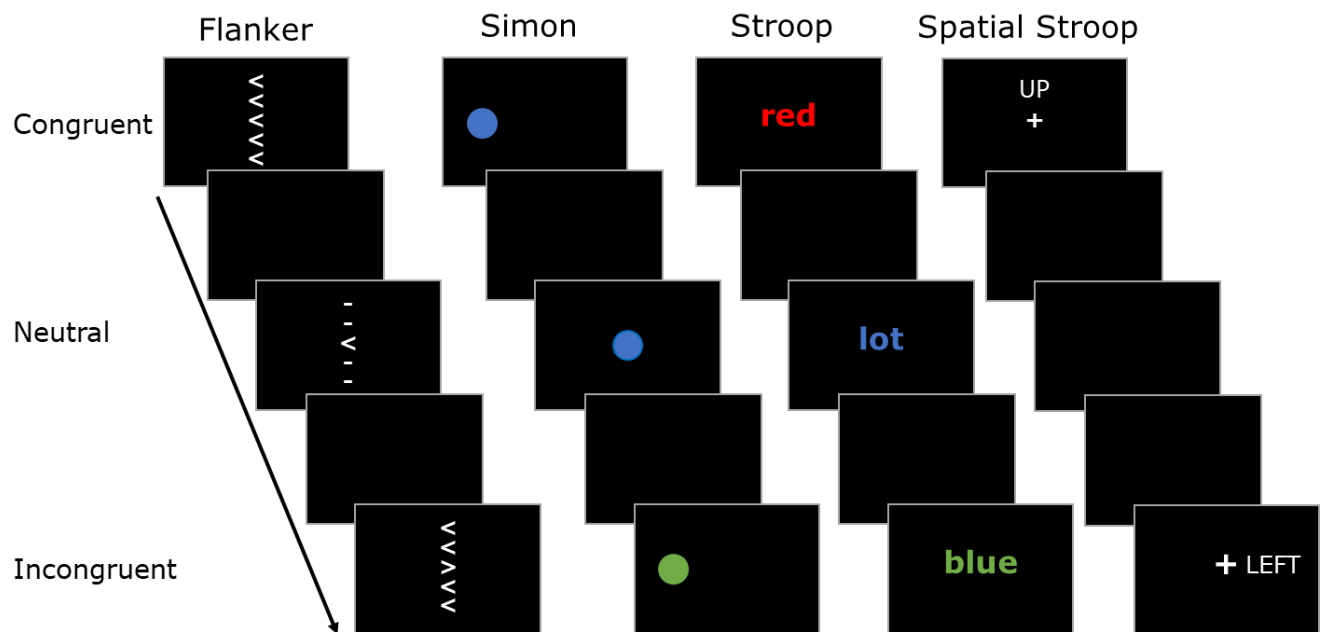 Flanker
Simon
Stroop
Spatial Stroop
Congruent
<
<
<
<
<
red
UP
+
Neutral
-
-
<
-
-
lot
Incongruent
<
<
>
<
<
blue
+ LEFT